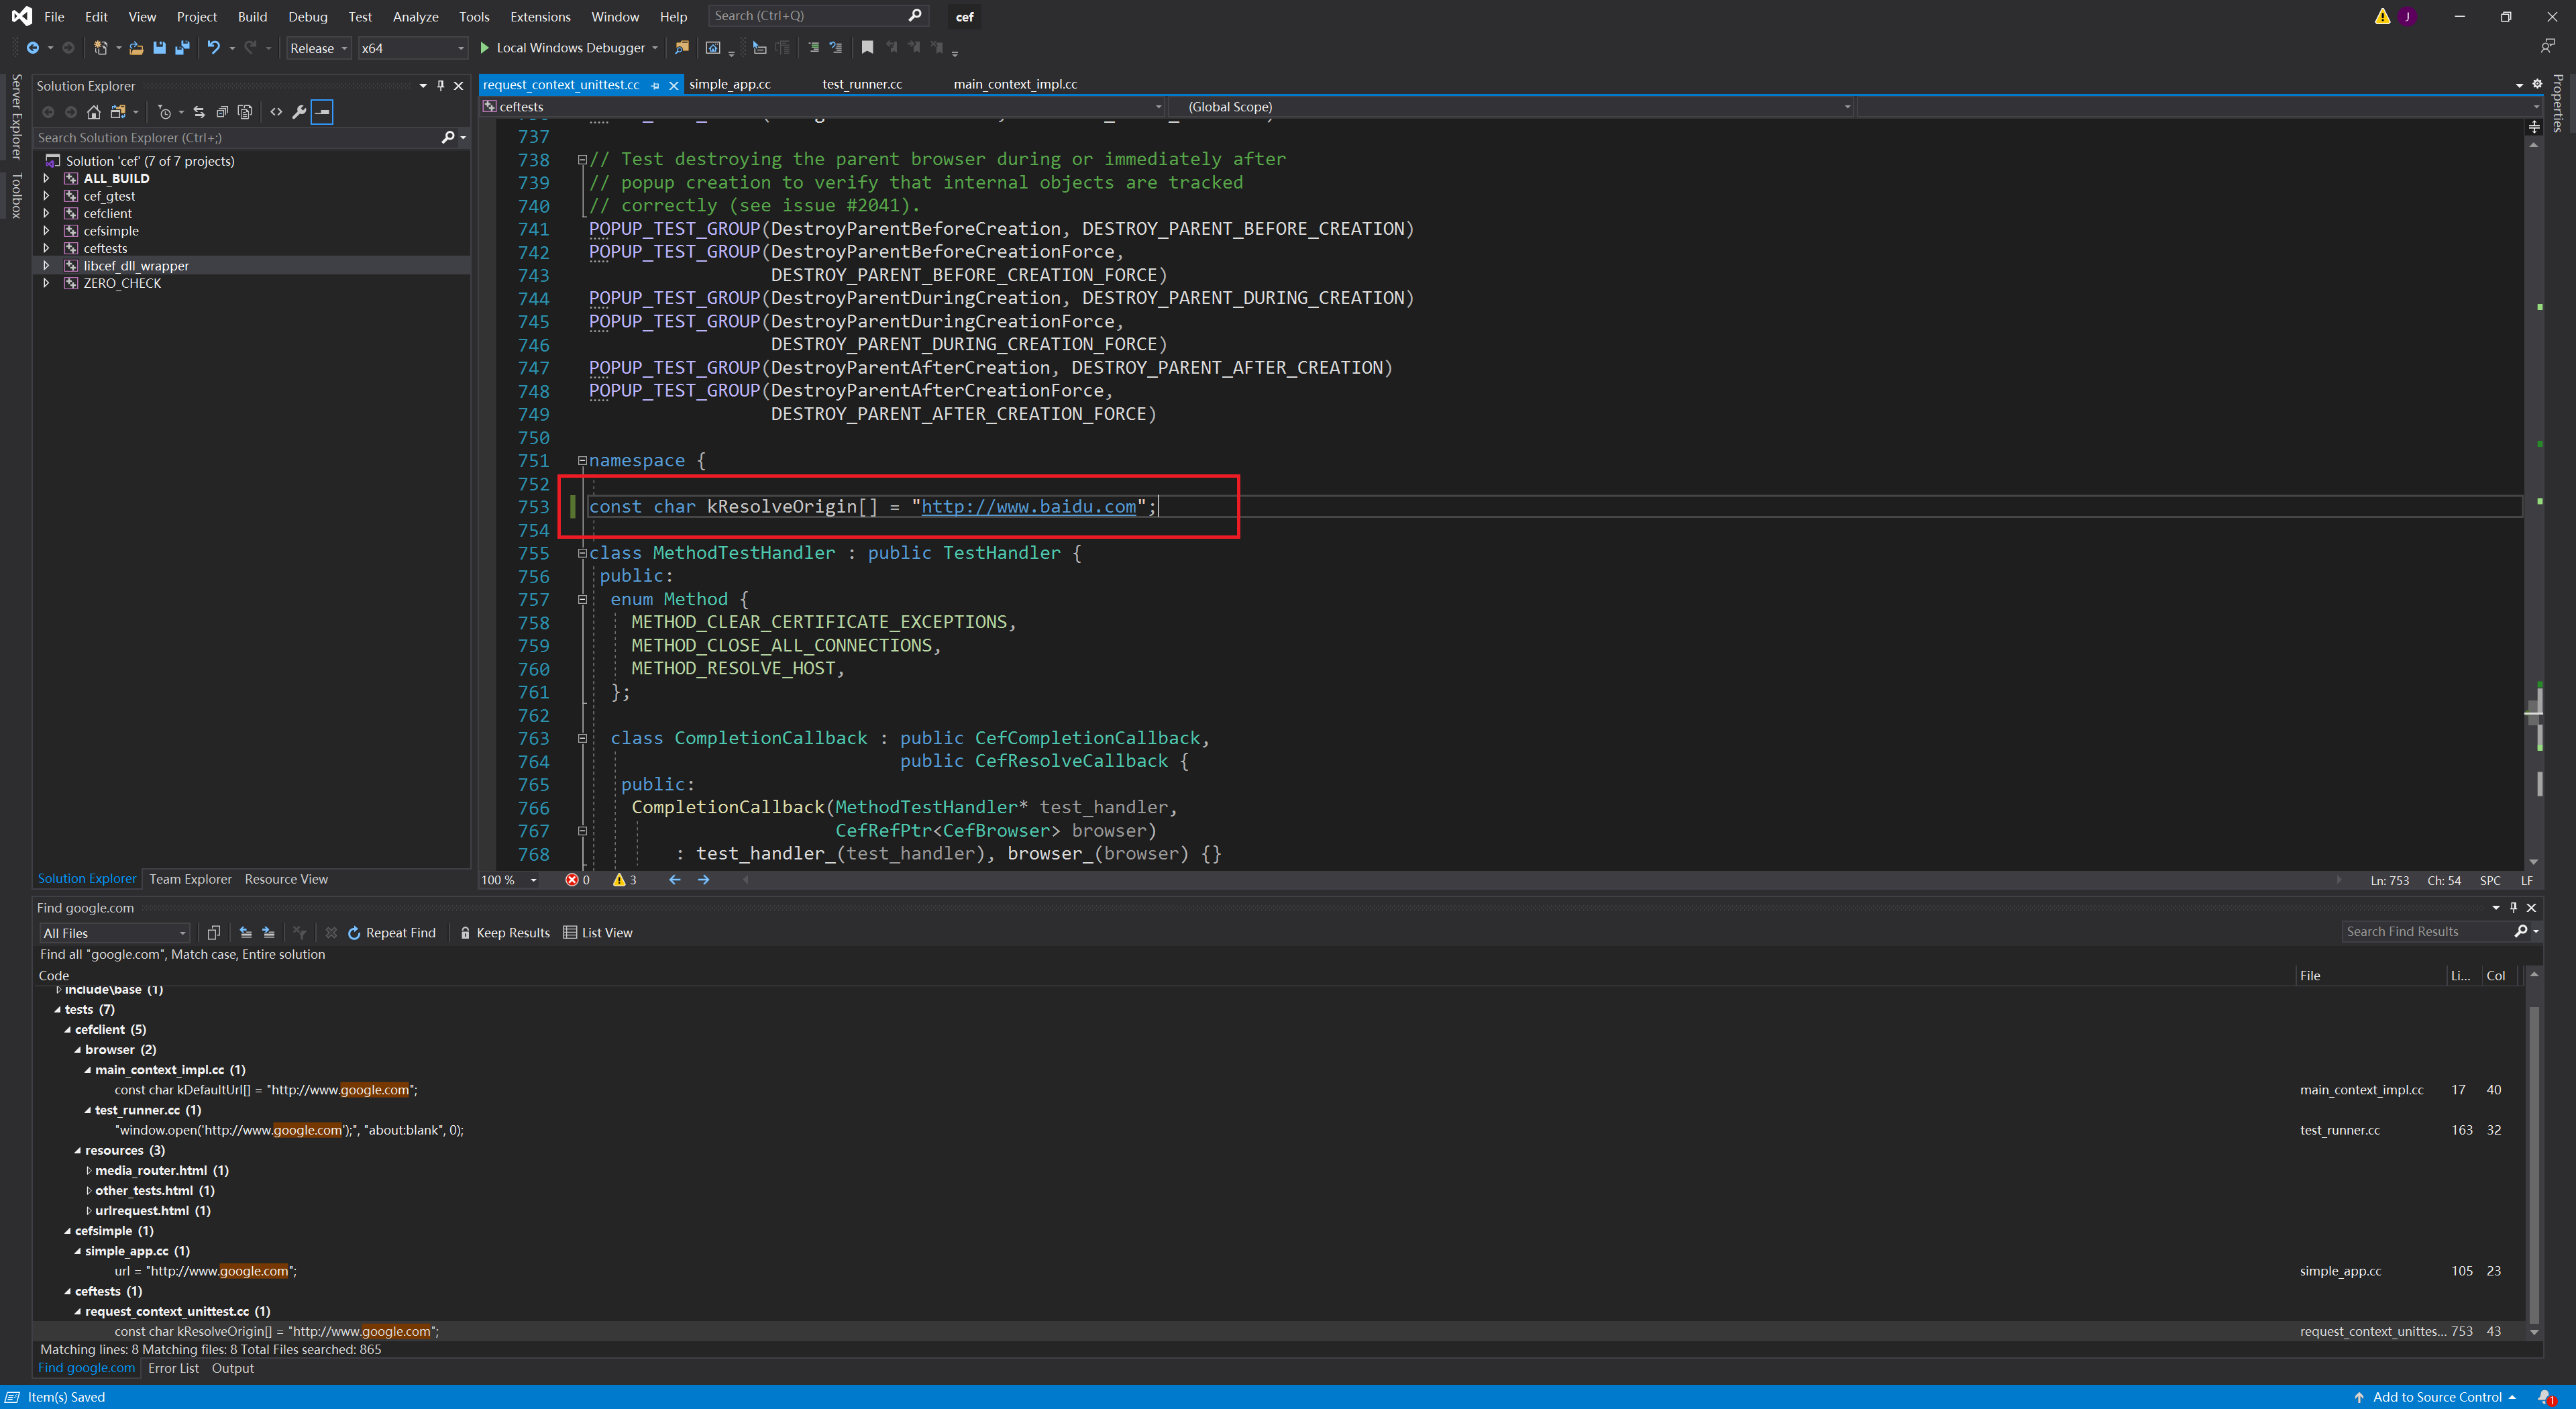 File Edit View Project Build Debug Test Analyze Tools Extensions Window Help Search (Ctrl+Q) cef J
Release x64 Local Windows Debugger
Server Explorer
Toolbox
Solution Explorer
Search Solution Explorer (Ctrl+;)
Solution 'cef' (7 of 7 projects)
ALL_BUILD
cef_gtest
cefclient
cefsimple
ceftests
libcef_dll_wrapper
ZERO_CHECK
Solution Explorer Team Explorer Resource View
request_context_unittest.cc simple_app.cc test_runner.cc main_context_impl.cc
ceftests (Global Scope)
Properties
737
738 // Test destroying the parent browser during or immediately after
739 // popup creation to verify that internal objects are tracked
740 // correctly (see issue #2041).
741 POPUP_TEST_GROUP(DestroyParentBeforeCreation, DESTROY_PARENT_BEFORE_CREATION)
742 POPUP_TEST_GROUP(DestroyParentBeforeCreationForce,
743 DESTROY_PARENT_BEFORE_CREATION_FORCE)
744 POPUP_TEST_GROUP(DestroyParentDuringCreation, DESTROY_PARENT_DURING_CREATION)
745 POPUP_TEST_GROUP(DestroyParentDuringCreationForce,
746 DESTROY_PARENT_DURING_CREATION_FORCE)
747 POPUP_TEST_GROUP(DestroyParentAfterCreation, DESTROY_PARENT_AFTER_CREATION)
748 POPUP_TEST_GROUP(DestroyParentAfterCreationForce,
749 DESTROY_PARENT_AFTER_CREATION_FORCE)
750
751 namespace {
752
753 const char kResolveOrigin[] = "http://www.baidu.com";
754
755 class MethodTestHandler : public TestHandler {
756 public:
757 enum Method {
758 METHOD_CLEAR_CERTIFICATE_EXCEPTIONS,
759 METHOD_CLOSE_ALL_CONNECTIONS,
760 METHOD_RESOLVE_HOST,
761 };
762
763 class CompletionCallback : public CefCompletionCallback,
764 public CefResolveCallback {
765 public:
766 CompletionCallback(MethodTestHandler* test_handler,
767 CefRefPtr<CefBrowser> browser)
768 : test_handler_(test_handler), browser_(browser) {}
100 % 0 3 Ln: 753 Ch: 54 SPC LF
Find google.com
All Files Repeat Find Keep Results List View Search Find Results
Find all "google.com", Match case, Entire solution
Code File Li... Col
include\base (1)
tests (7)
cefclient (5)
browser (2)
main_context_impl.cc (1)
const char kDefaultUrl[] = "http://www.google.com"; main_context_impl.cc 17 40
test_runner.cc (1)
"window.open('http://www.google.com');", "about:blank", 0); test_runner.cc 163 32
resources (3)
media_router.html (1)
other_tests.html (1)
urlrequest.html (1)
cefsimple (1)
simple_app.cc (1)
url = "http://www.google.com"; simple_app.cc 105 23
ceftests (1)
request_context_unittest.cc (1)
const char kResolveOrigin[] = "http://www.google.com"; request_context_unittes... 753 43
Matching lines: 8 Matching files: 8 Total Files searched: 865
Find google.com Error List Output
Item(s) Saved Add to Source Control 1